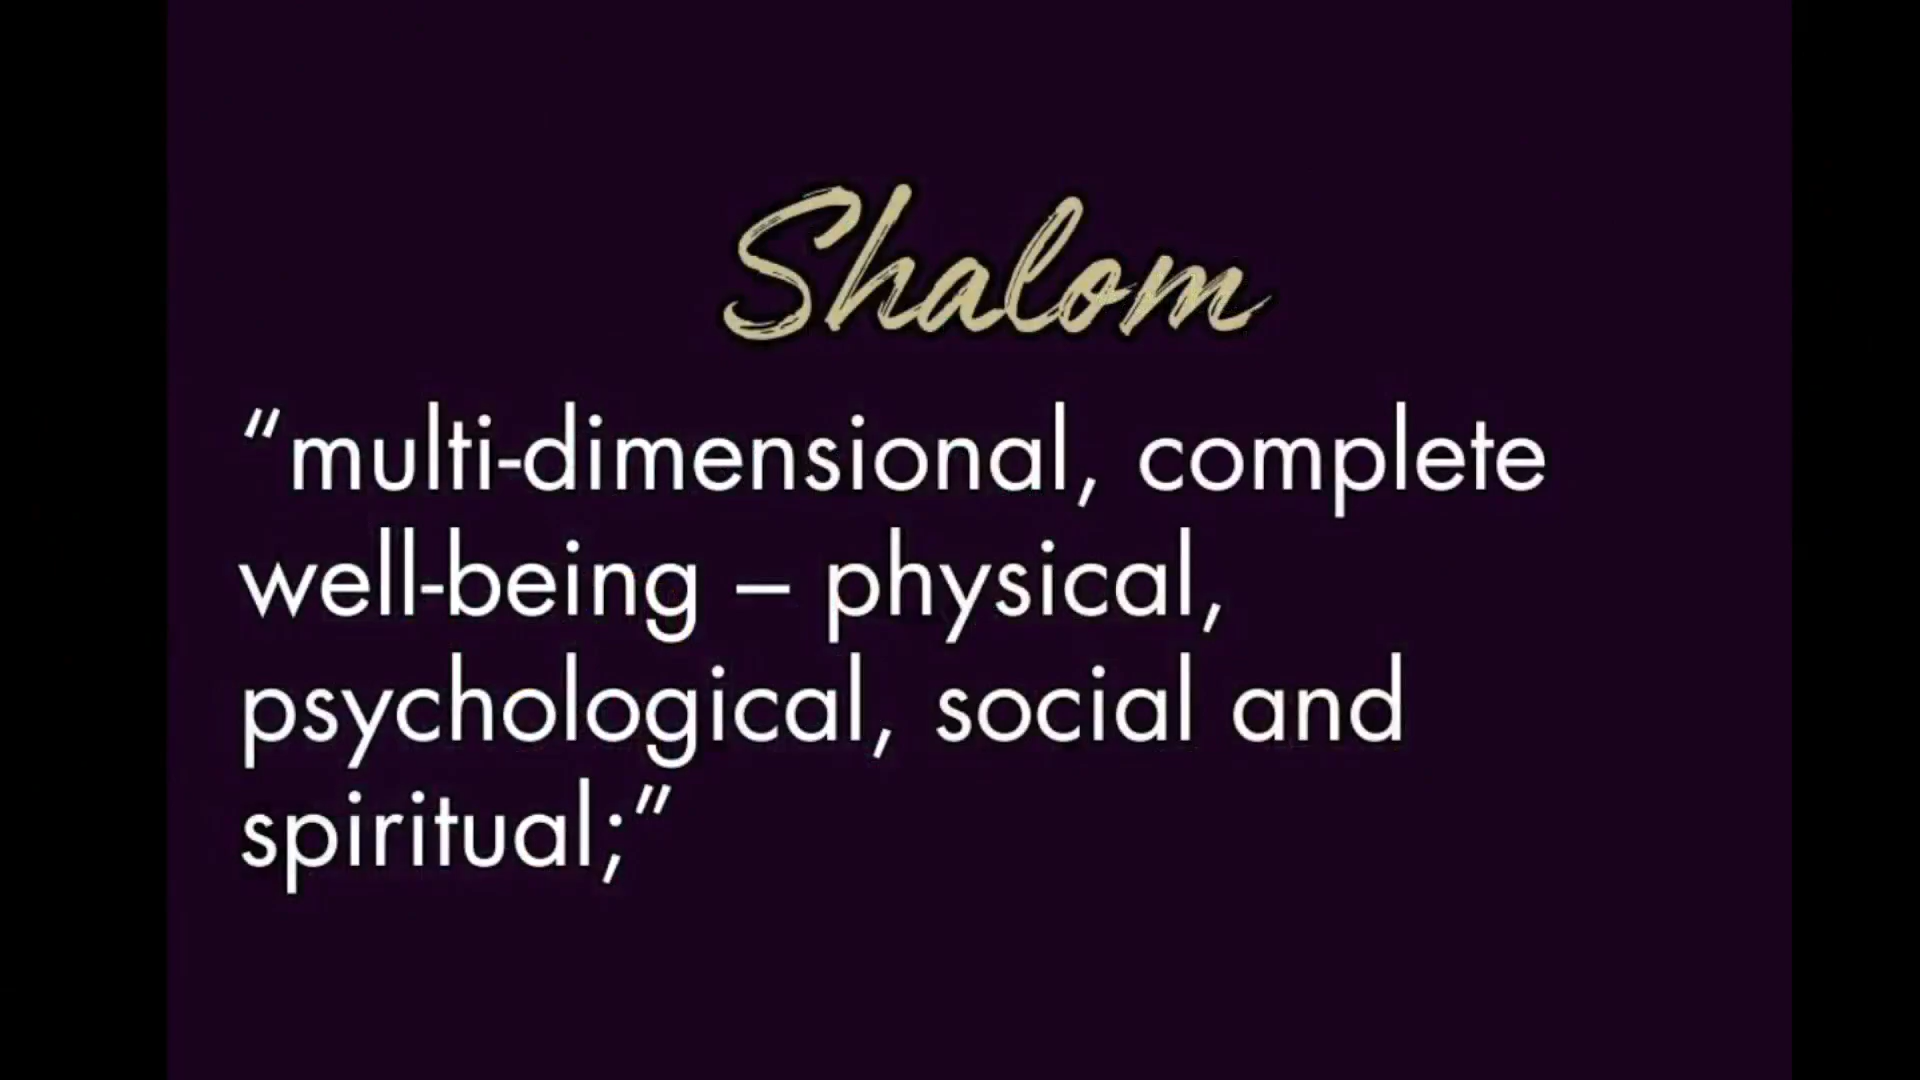 Shalom
“multi-dimensional, complete
well-being – physical,
psychological, social and
spiritual;”